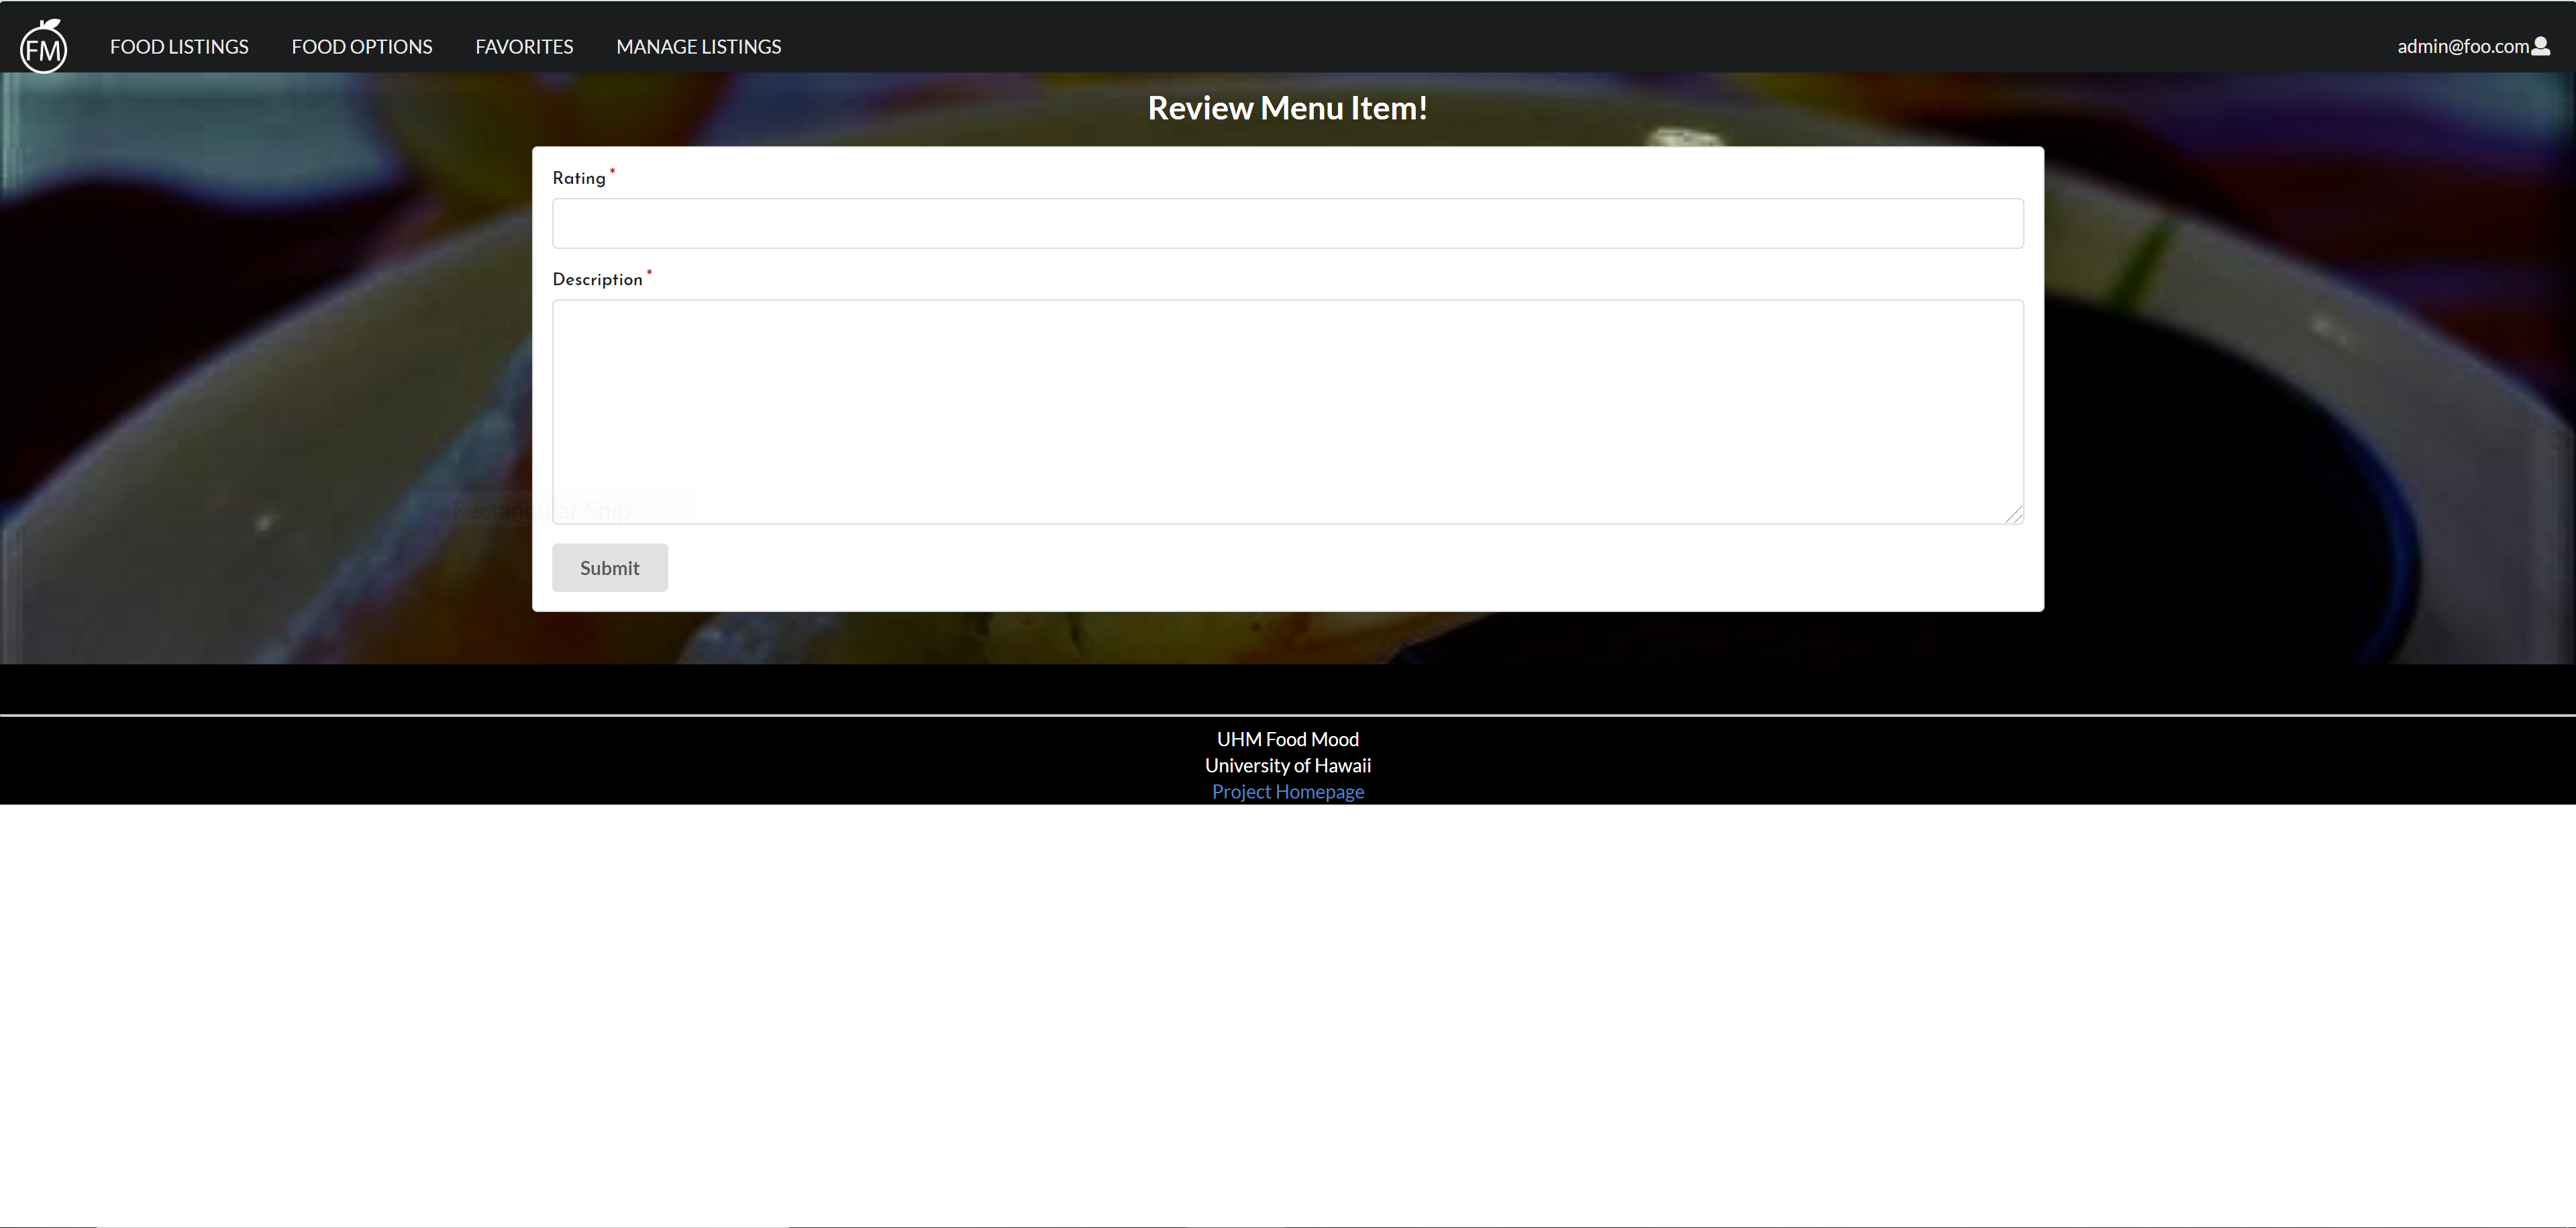 FM
FOOD LISTINGS
FOOD OPTIONS
FAVORITES
MANAGE LISTINGS
admin@foo.com
Review Menu Item!
Rating *
Description *
Rectangular Snip
Submit
UHM Food Mood
University of Hawaii
Project Homepage